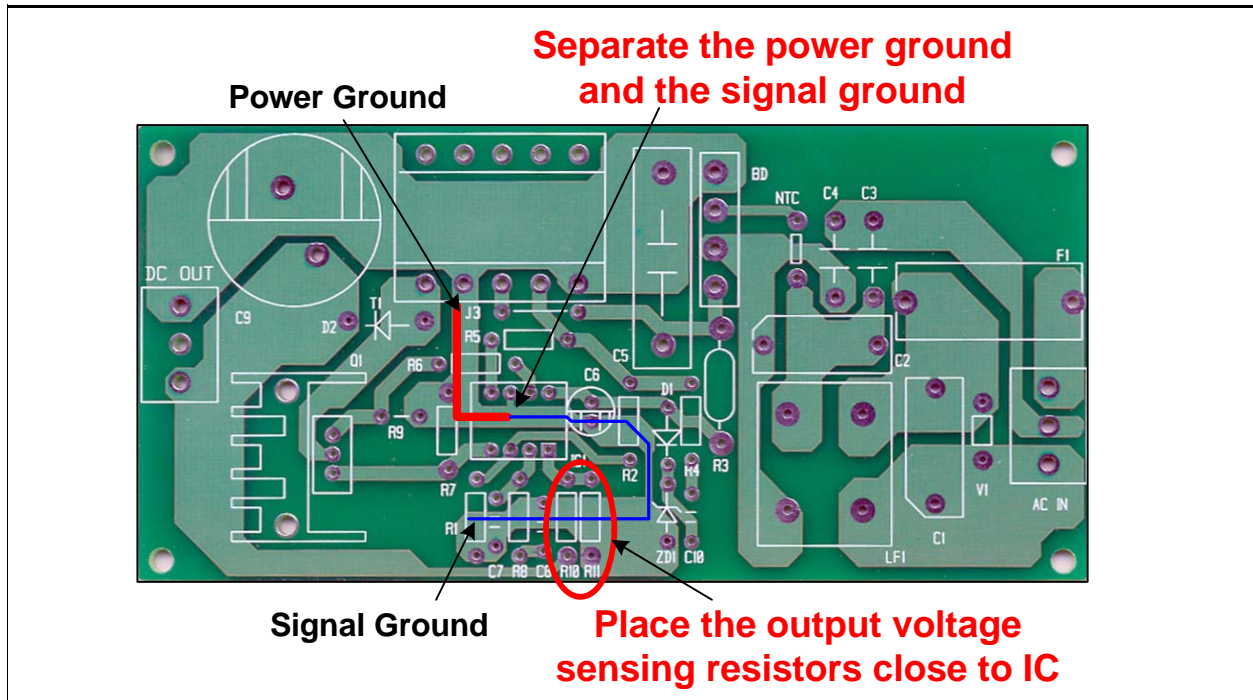 Separate the power ground
and the signal ground
Power Ground
BD
NTC
C4
C3
F1
DC OUT
C9
T1
D2
J3
R5
C5
C2
Q1
R6
C6
D1
R9
R7
R2
R4
R3
V1
AC IN
R1
C7
R8
R10
R11
ZD1
C10
LF1
C1
Signal Ground
Place the output voltage
sensing resistors close to IC